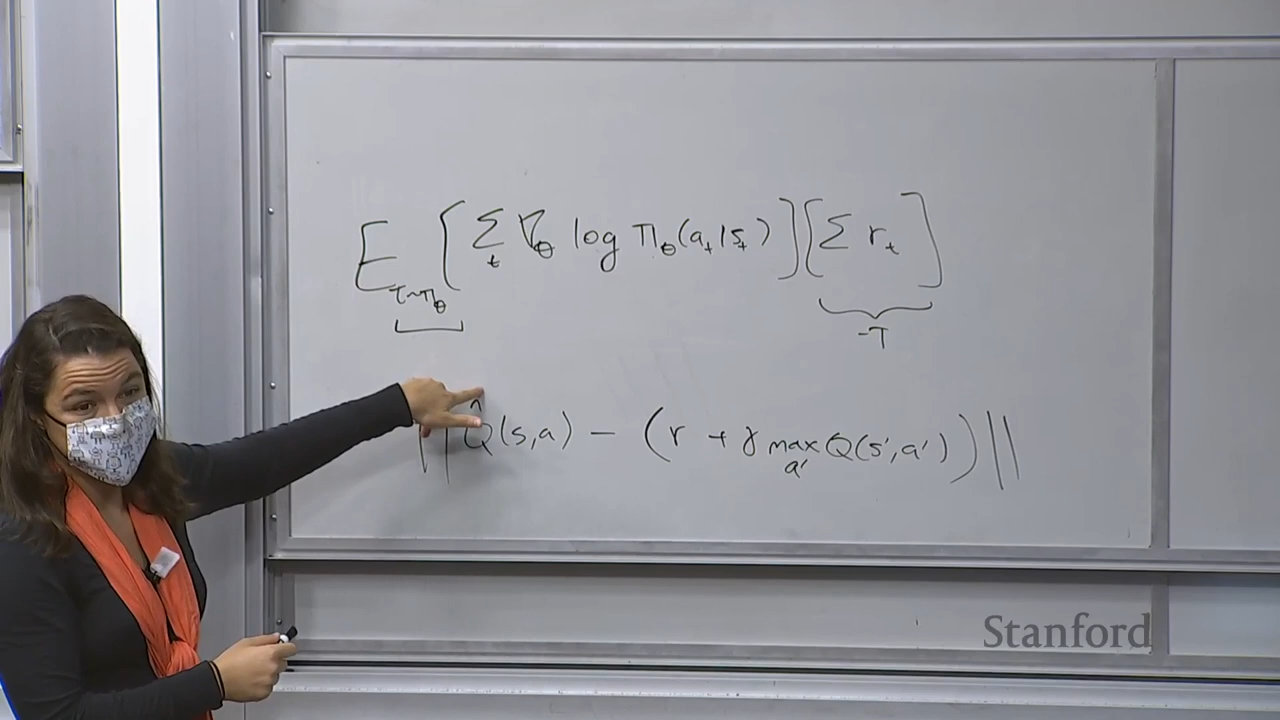 E_{τ~π_θ} [ Σ_t ∇_θ log π_θ(a_t|s_t) ] [ Σ r_t ]
-T
|| Q̂(s,a) - (r + γ max_{a'} Q(s',a')) ||
Stanford